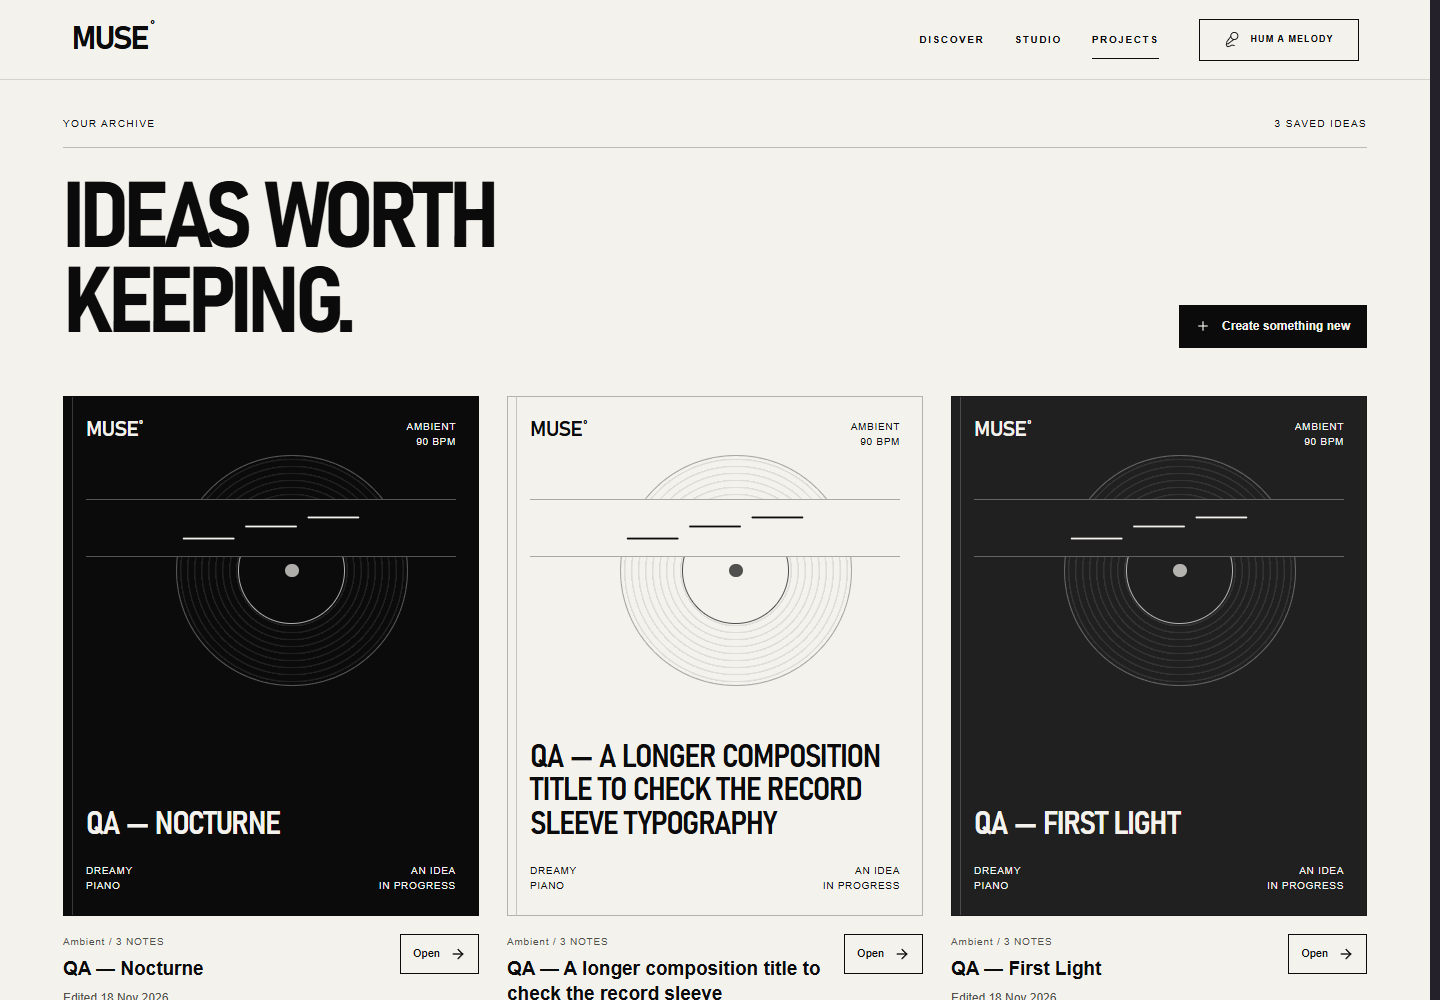 MUSE°
DISCOVER
STUDIO
PROJECTS
HUM A MELODY
YOUR ARCHIVE
3 SAVED IDEAS
IDEAS WORTH
KEEPING.
Create something new
MUSE°
AMBIENT
90 BPM
QA — NOCTURNE
DREAMY
PIANO
AN IDEA
IN PROGRESS
MUSE°
AMBIENT
90 BPM
QA — A LONGER COMPOSITION
TITLE TO CHECK THE RECORD
SLEEVE TYPOGRAPHY
DREAMY
PIANO
AN IDEA
IN PROGRESS
MUSE°
AMBIENT
90 BPM
QA — FIRST LIGHT
DREAMY
PIANO
AN IDEA
IN PROGRESS
Ambient / 3 NOTES
QA — Nocturne
Edited 18 Nov 2026
Open
Ambient / 3 NOTES
QA — A longer composition title to
check the record sleeve
Open
Ambient / 3 NOTES
QA — First Light
Edited 18 Nov 2026
Open